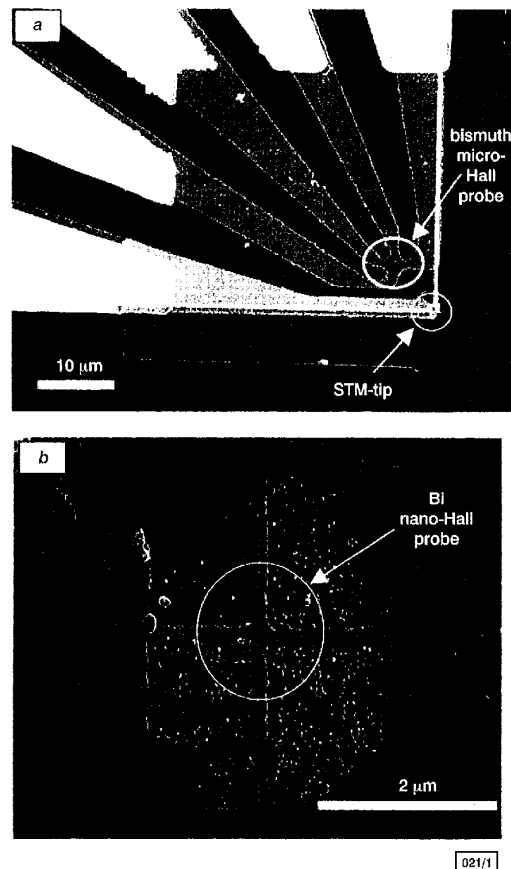 a
bismuth
micro-
Hall
probe
10 μm
STM-tip
b
Bi
nano-Hall
probe
2 μm
021/1